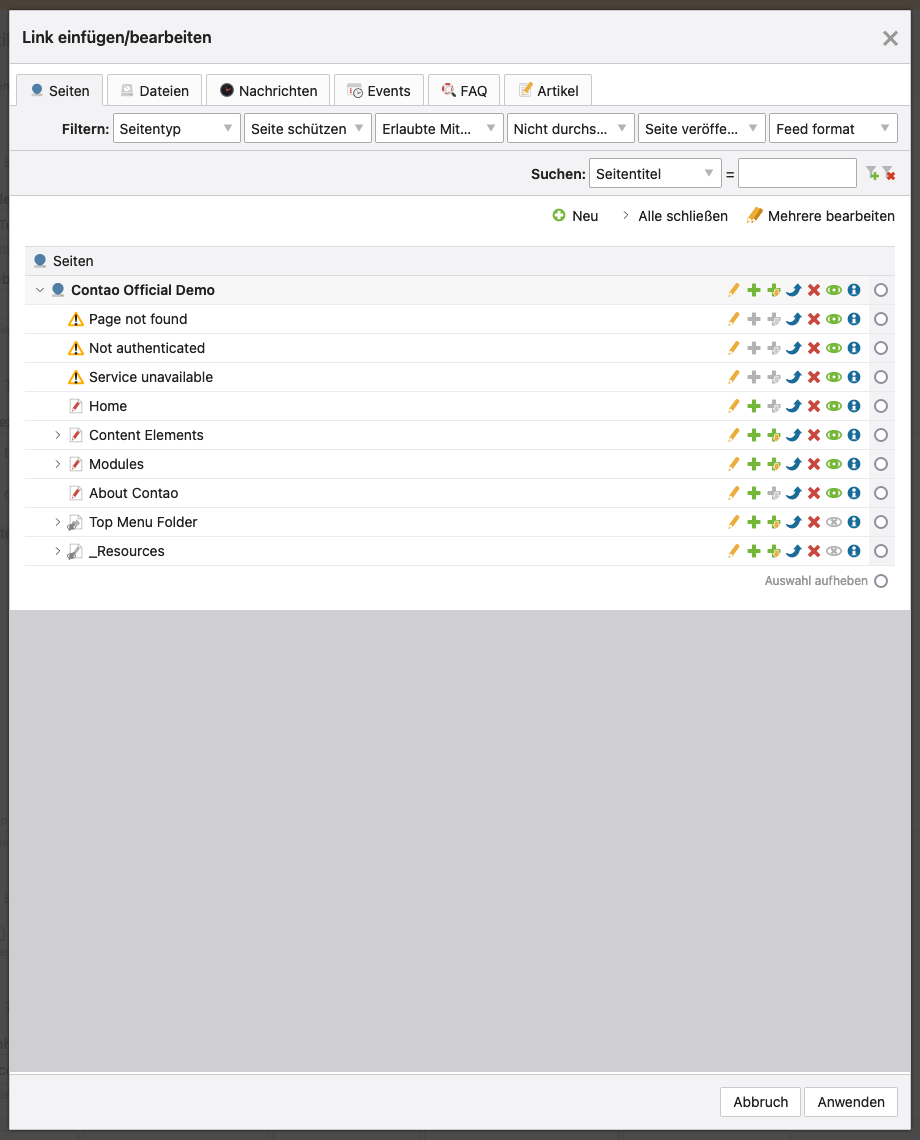 Link einfügen/bearbeiten
Seiten Dateien Nachrichten Events FAQ Artikel
Filtern: Seitentyp Seite schützen Erlaubte Mit... Nicht durchs... Seite veröffe... Feed format
Suchen: Seitentitel =
Neu Alle schließen Mehrere bearbeiten
Seiten
Contao Official Demo
Page not found
Not authenticated
Service unavailable
Home
Content Elements
Modules
About Contao
Top Menu Folder
_Resources
Auswahl aufheben
Abbruch Anwenden